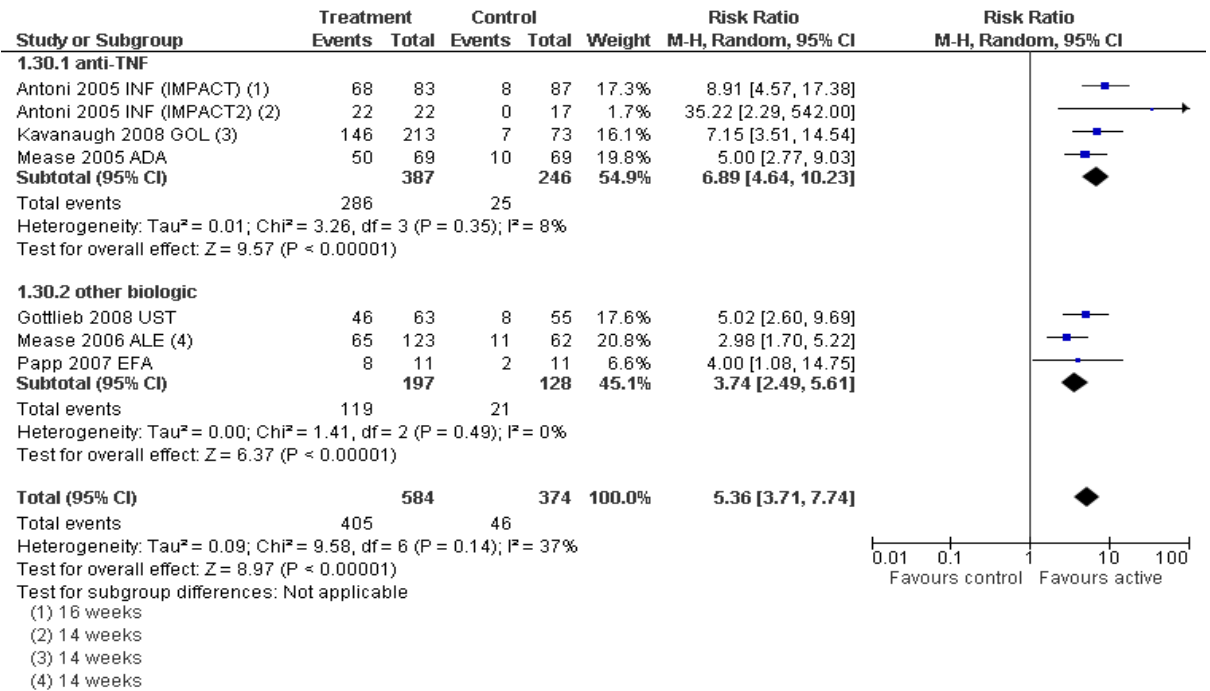 Treatment Control Risk Ratio Risk Ratio
Study or Subgroup Events Total Events Total Weight M-H, Random, 95% CI M-H, Random, 95% CI
1.30.1 anti-TNF
Antoni 2005 INF (IMPACT) (1) 68 83 8 87 17.3% 8.91 [4.57, 17.38]
Antoni 2005 INF (IMPACT2) (2) 22 22 0 17 1.7% 35.22 [2.29, 542.00]
Kavanaugh 2008 GOL (3) 146 213 7 73 16.1% 7.15 [3.51, 14.54]
Mease 2005 ADA 50 69 10 69 19.8% 5.00 [2.77, 9.03]
Subtotal (95% CI) 387 246 54.9% 6.89 [4.64, 10.23]
Total events 286 25
Heterogeneity: Tau² = 0.01; Chi² = 3.26, df = 3 (P = 0.35); I² = 8%
Test for overall effect: Z = 9.57 (P < 0.00001)
1.30.2 other biologic
Gottlieb 2008 UST 46 63 8 55 17.6% 5.02 [2.60, 9.69]
Mease 2006 ALE (4) 65 123 11 62 20.8% 2.98 [1.70, 5.22]
Papp 2007 EFA 8 11 2 11 6.6% 4.00 [1.08, 14.75]
Subtotal (95% CI) 197 128 45.1% 3.74 [2.49, 5.61]
Total events 119 21
Heterogeneity: Tau² = 0.00; Chi² = 1.41, df = 2 (P = 0.49); I² = 0%
Test for overall effect: Z = 6.37 (P < 0.00001)
Total (95% CI) 584 374 100.0% 5.36 [3.71, 7.74]
Total events 405 46
Heterogeneity: Tau² = 0.09; Chi² = 9.58, df = 6 (P = 0.14); I² = 37%
0.01 0.1 1 10 100
Test for overall effect: Z = 8.97 (P < 0.00001)
Favours control Favours active
Test for subgroup differences: Not applicable
(1) 16 weeks
(2) 14 weeks
(3) 14 weeks
(4) 14 weeks